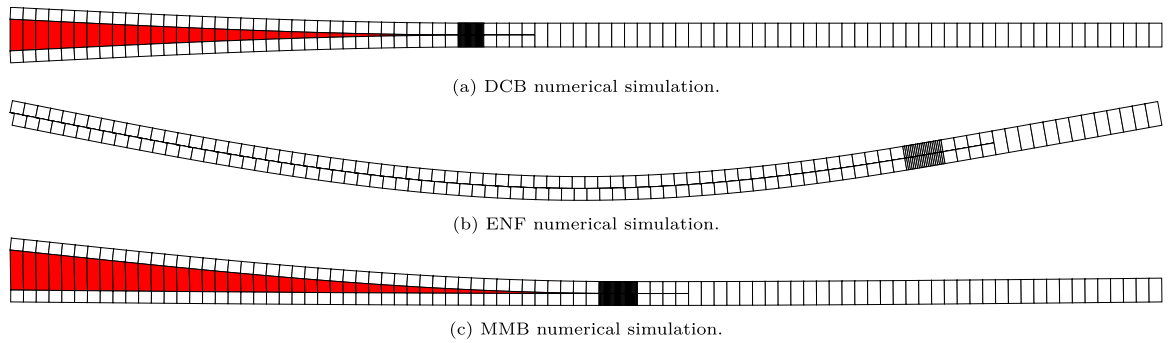 (a) DCB numerical simulation.
(b) ENF numerical simulation.
(c) MMB numerical simulation.